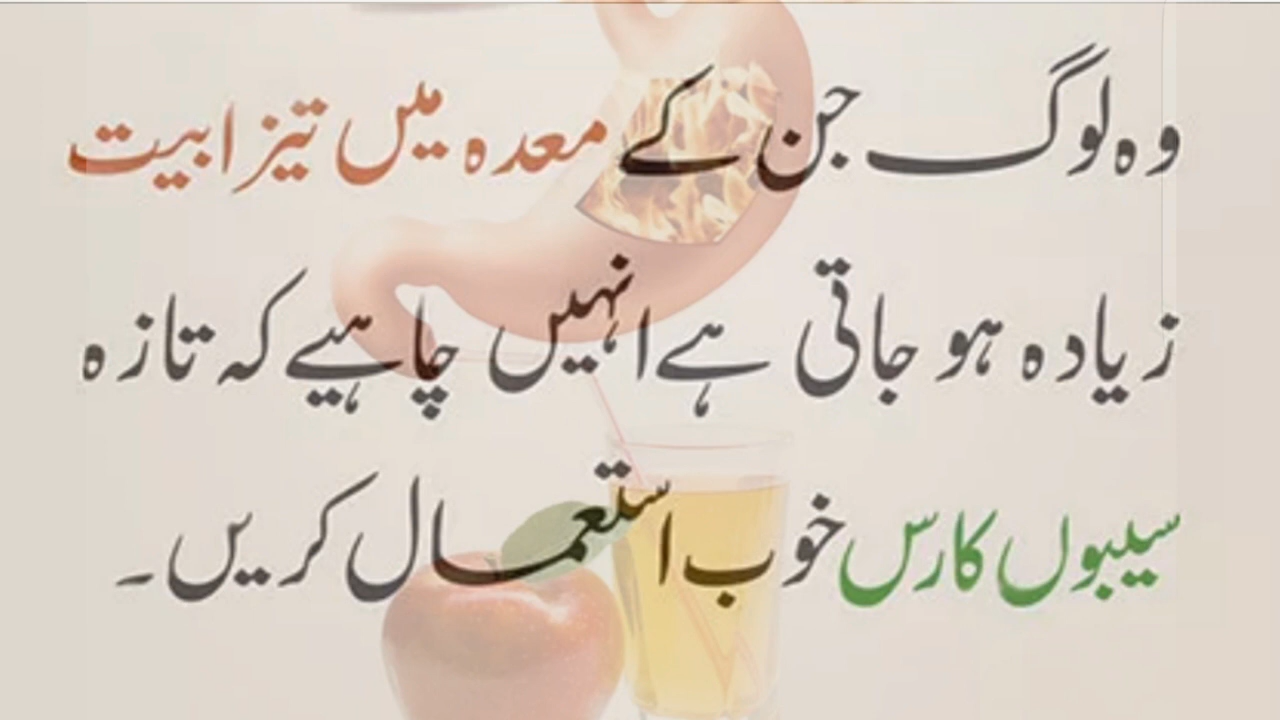 وہ لوگ جن کے معدہ میں تیزابیت
زیادہ ہو جاتی ہے انہیں چاہیے کہ تازہ
سیبوں کا رس خوب استعمال کریں۔